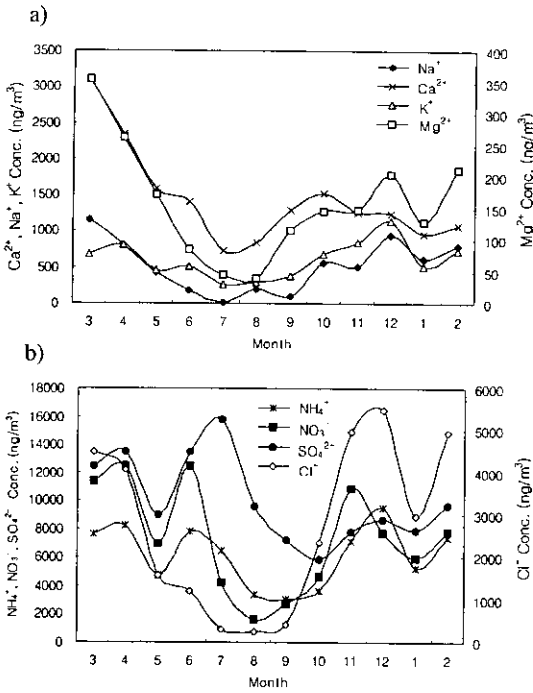 a)
3500
3000
2500
2000
1500
1000
500
0
Ca²⁺, Na⁺, K⁺ Conc. (ng/m³)
400
350
300
250
200
150
100
50
0
Mg²⁺ Conc. (ng/m³)
Na⁺
Ca²⁺
K⁺
Mg²⁺
3 4 5 6 7 8 9 10 11 12 1 2
Month
b)
18000
16000
14000
12000
10000
8000
6000
4000
2000
0
NH₄⁺, NO₃⁻, SO₄²⁻ Conc. (ng/m³)
6000
5000
4000
3000
2000
1000
0
Cl⁻ Conc. (ng/m³)
NH₄⁺
NO₃⁻
SO₄²⁻
Cl⁻
3 4 5 6 7 8 9 10 11 12 1 2
Month